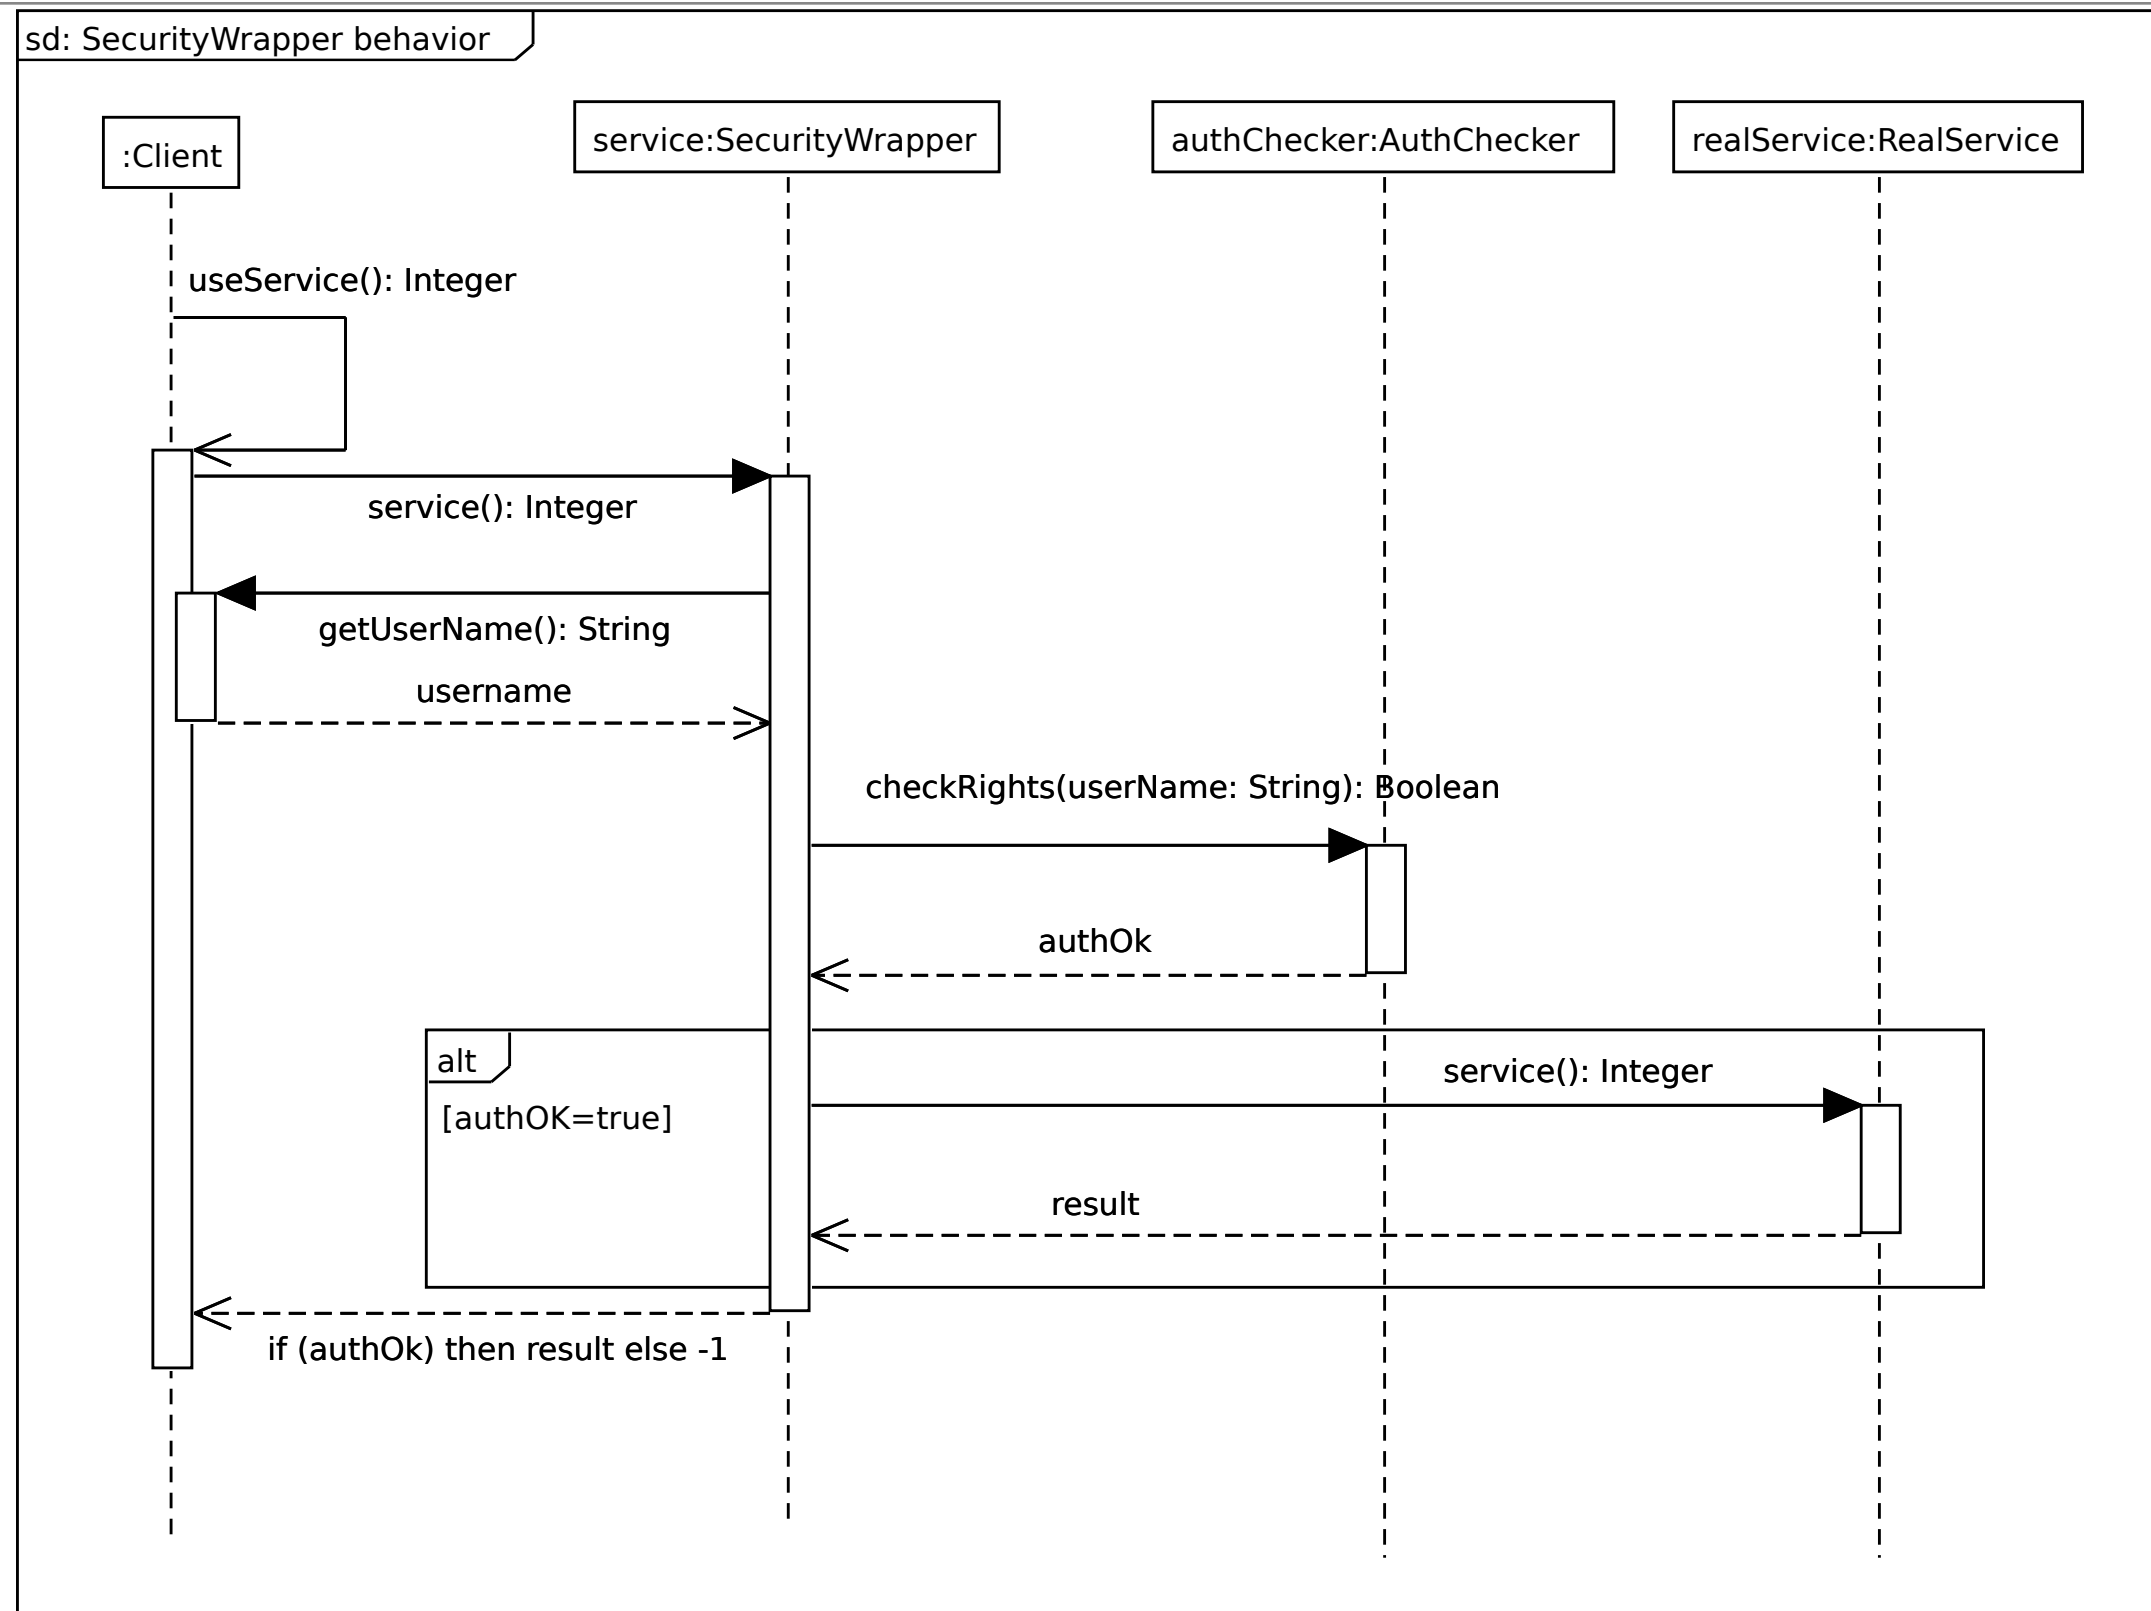 sd: SecurityWrapper behavior
:Client
service:SecurityWrapper
authChecker:AuthChecker
realService:RealService
useService(): Integer
service(): Integer
getUserName(): String
username
checkRights(userName: String): Boolean
authOk
alt
service(): Integer
[authOK=true]
result
if (authOk) then result else -1